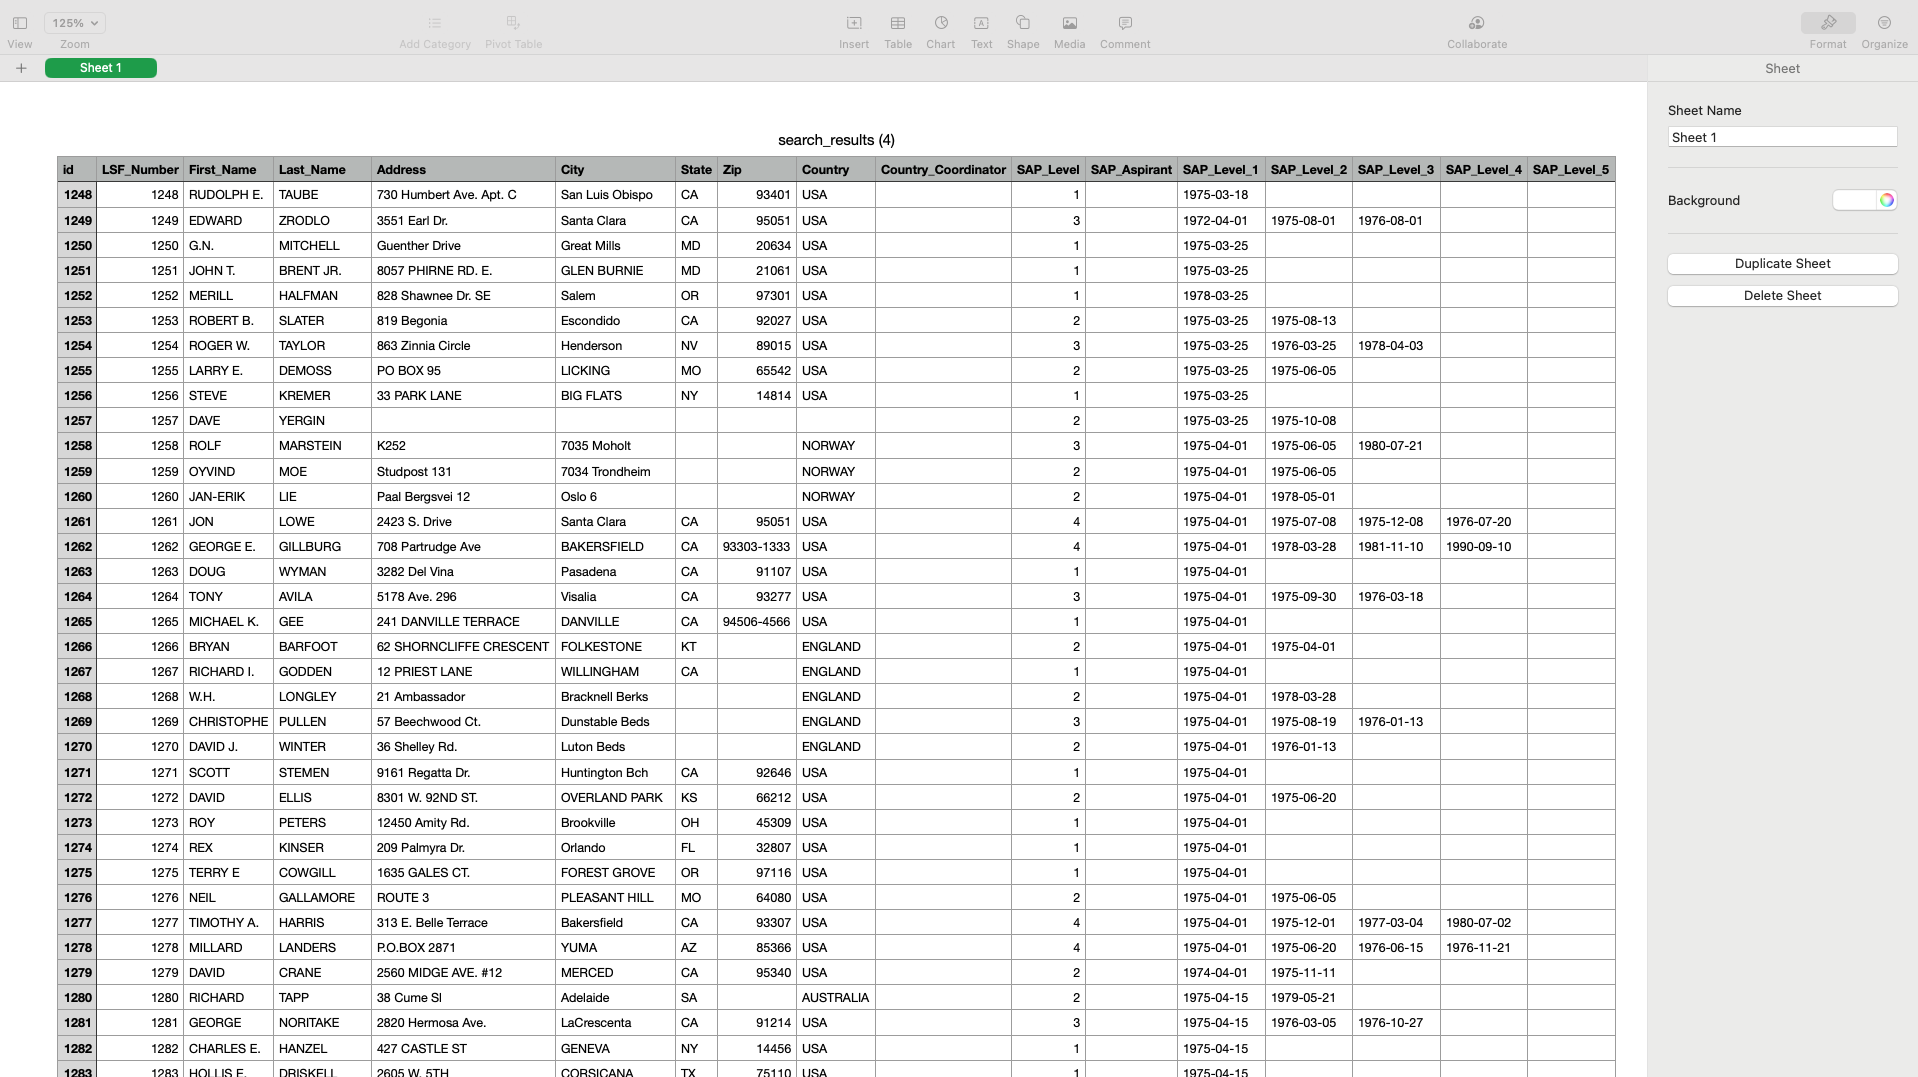 125%
View
Zoom
Add Category
Pivot Table
Insert
Table
Chart
Text
Shape
Media
Comment
Collaborate
Format
Organize
Sheet 1
Sheet
search_results (4)
id LSF_Number First_Name Last_Name Address City State Zip Country Country_Coordinator SAP_Level SAP_Aspirant SAP_Level_1 SAP_Level_2 SAP_Level_3 SAP_Level_4 SAP_Level_5
1248 1248 RUDOLPH E. TAUBE 730 Humbert Ave. Apt. C San Luis Obispo CA 93401 USA 1 1975-03-18
1249 1249 EDWARD ZRODLO 3551 Earl Dr. Santa Clara CA 95051 USA 3 1972-04-01 1975-08-01 1976-08-01
1250 1250 G.N. MITCHELL Guenther Drive Great Mills MD 20634 USA 1 1975-03-25
1251 1251 JOHN T. BRENT JR. 8057 PHIRNE RD. E. GLEN BURNIE MD 21061 USA 1 1975-03-25
1252 1252 MERILL HALFMAN 828 Shawnee Dr. SE Salem OR 97301 USA 1 1978-03-25
1253 1253 ROBERT B. SLATER 819 Begonia Escondido CA 92027 USA 2 1975-03-25 1975-08-13
1254 1254 ROGER W. TAYLOR 863 Zinnia Circle Henderson NV 89015 USA 3 1975-03-25 1976-03-25 1978-04-03
1255 1255 LARRY E. DEMOSS PO BOX 95 LICKING MO 65542 USA 2 1975-03-25 1975-06-05
1256 1256 STEVE KREMER 33 PARK LANE BIG FLATS NY 14814 USA 1 1975-03-25
1257 1257 DAVE YERGIN 2 1975-03-25 1975-10-08
1258 1258 ROLF MARSTEIN K252 7035 Moholt NORWAY 3 1975-04-01 1975-06-05 1980-07-21
1259 1259 OYVIND MOE Studpost 131 7034 Trondheim NORWAY 2 1975-04-01 1975-06-05
1260 1260 JAN-ERIK LIE Paal Bergsvei 12 Oslo 6 NORWAY 2 1975-04-01 1978-05-01
1261 1261 JON LOWE 2423 S. Drive Santa Clara CA 95051 USA 4 1975-04-01 1975-07-08 1975-12-08 1976-07-20
1262 1262 GEORGE E. GILLBURG 708 Partrudge Ave BAKERSFIELD CA 93303-1333 USA 4 1975-04-01 1978-03-28 1981-11-10 1990-09-10
1263 1263 DOUG WYMAN 3282 Del Vina Pasadena CA 91107 USA 1 1975-04-01
1264 1264 TONY AVILA 5178 Ave. 296 Visalia CA 93277 USA 3 1975-04-01 1975-09-30 1976-03-18
1265 1265 MICHAEL K. GEE 241 DANVILLE TERRACE DANVILLE CA 94506-4566 USA 1 1975-04-01
1266 1266 BRYAN BARFOOT 62 SHORNCLIFFE CRESCENT FOLKESTONE KT ENGLAND 2 1975-04-01 1975-04-01
1267 1267 RICHARD I. GODDEN 12 PRIEST LANE WILLINGHAM CA ENGLAND 1 1975-04-01
1268 1268 W.H. LONGLEY 21 Ambassador Bracknell Berks ENGLAND 2 1975-04-01 1978-03-28
1269 1269 CHRISTOPHE PULLEN 57 Beechwood Ct. Dunstable Beds ENGLAND 3 1975-04-01 1975-08-19 1976-01-13
1270 1270 DAVID J. WINTER 36 Shelley Rd. Luton Beds ENGLAND 2 1975-04-01 1976-01-13
1271 1271 SCOTT STEMEN 9161 Regatta Dr. Huntington Bch CA 92646 USA 1 1975-04-01
1272 1272 DAVID ELLIS 8301 W. 92ND ST. OVERLAND PARK KS 66212 USA 2 1975-04-01 1975-06-20
1273 1273 ROY PETERS 12450 Amity Rd. Brookville OH 45309 USA 1 1975-04-01
1274 1274 REX KINSER 209 Palmyra Dr. Orlando FL 32807 USA 1 1975-04-01
1275 1275 TERRY E COWGILL 1635 GALES CT. FOREST GROVE OR 97116 USA 1 1975-04-01
1276 1276 NEIL GALLAMORE ROUTE 3 PLEASANT HILL MO 64080 USA 2 1975-04-01 1975-06-05
1277 1277 TIMOTHY A. HARRIS 313 E. Belle Terrace Bakersfield CA 93307 USA 4 1975-04-01 1975-12-01 1977-03-04 1980-07-02
1278 1278 MILLARD LANDERS P.O.BOX 2871 YUMA AZ 85366 USA 4 1975-04-01 1975-06-20 1976-06-15 1976-11-21
1279 1279 DAVID CRANE 2560 MIDGE AVE. #12 MERCED CA 95340 USA 2 1974-04-01 1975-11-11
1280 1280 RICHARD TAPP 38 Cume Sl Adelaide SA AUSTRALIA 2 1975-04-15 1979-05-21
1281 1281 GEORGE NORITAKE 2820 Hermosa Ave. LaCrescenta CA 91214 USA 3 1975-04-15 1976-03-05 1976-10-27
1282 1282 CHARLES E. HANZEL 427 CASTLE ST GENEVA NY 14456 USA 1 1975-04-15
1283 1283 HOLLIS E. DRISKELL 2605 W. 5TH CORSICANA TX 75110 USA 1 1975-04-15
Sheet Name
Sheet 1
Background
Duplicate Sheet
Delete Sheet